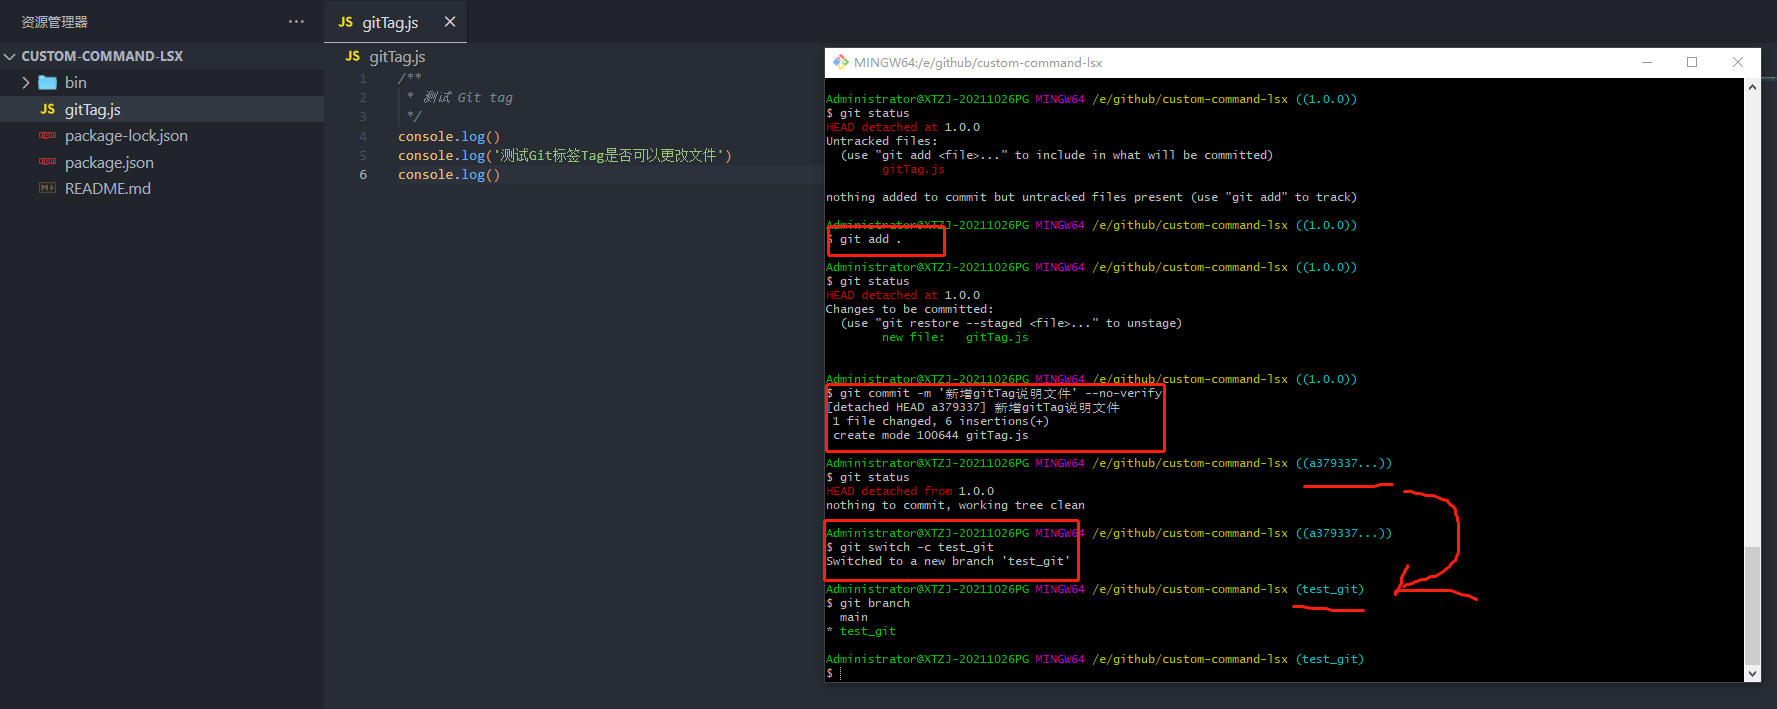 资源管理器
···
CUSTOM-COMMAND-LSX
bin
JS gitTag.js
package-lock.json
package.json
README.md
JS gitTag.js
JS gitTag.js
1 /**
2 * 测试 Git tag
3 */
4 console.log()
5 console.log('测试Git标签Tag是否可以更改文件')
6 console.log()
MINGW64:/e/github/custom-command-lsx
Administrator@XTZJ-20211026PG MINGW64 /e/github/custom-command-lsx ((1.0.0))
$ git status
HEAD detached at 1.0.0
Untracked files:
(use "git add <file>..." to include in what will be committed)
gitTag.js
nothing added to commit but untracked files present (use "git add" to track)
Administrator@XTZJ-20211026PG MINGW64 /e/github/custom-command-lsx ((1.0.0))
$ git add .
Administrator@XTZJ-20211026PG MINGW64 /e/github/custom-command-lsx ((1.0.0))
$ git status
HEAD detached at 1.0.0
Changes to be committed:
(use "git restore --staged <file>..." to unstage)
new file:   gitTag.js
Administrator@XTZJ-20211026PG MINGW64 /e/github/custom-command-lsx ((1.0.0))
$ git commit -m '新增gitTag说明文件' --no-verify
[detached HEAD a379337] 新增gitTag说明文件
1 file changed, 6 insertions(+)
create mode 100644 gitTag.js
Administrator@XTZJ-20211026PG MINGW64 /e/github/custom-command-lsx ((a379337...))
$ git status
HEAD detached from 1.0.0
nothing to commit, working tree clean
Administrator@XTZJ-20211026PG MINGW64 /e/github/custom-command-lsx ((a379337...))
$ git switch -c test_git
Switched to a new branch 'test_git'
Administrator@XTZJ-20211026PG MINGW64 /e/github/custom-command-lsx (test_git)
$ git branch
main
* test_git
Administrator@XTZJ-20211026PG MINGW64 /e/github/custom-command-lsx (test_git)
$